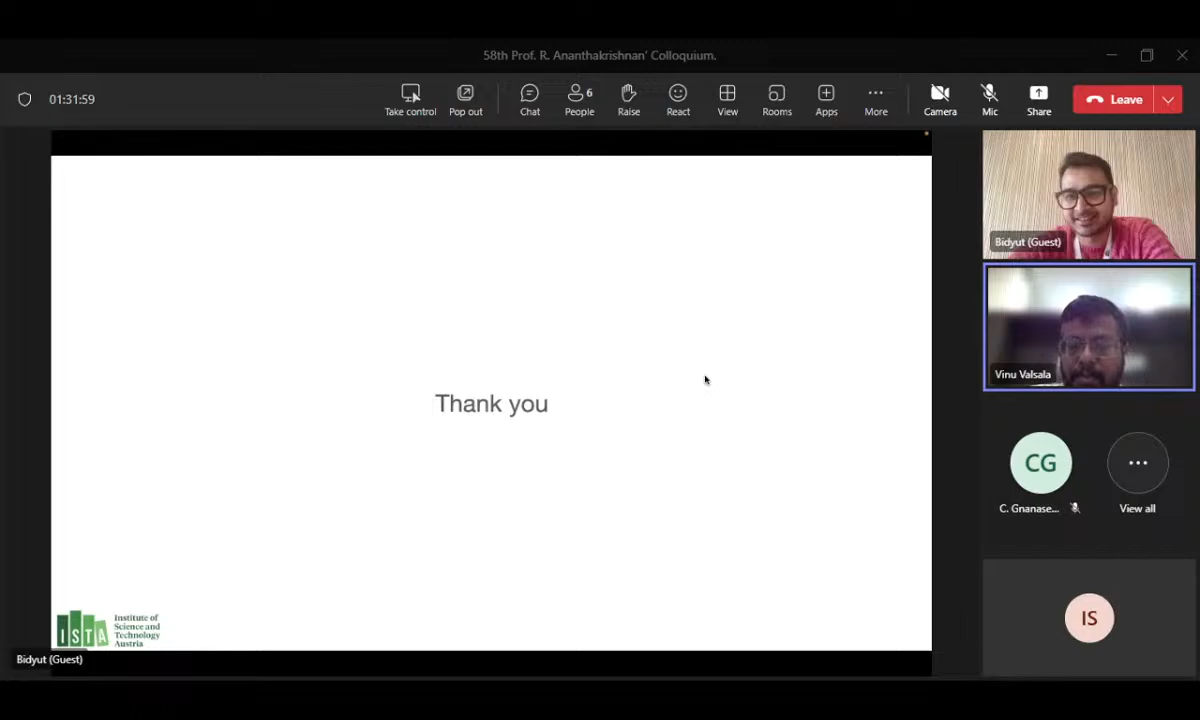 58th Prof. R. Ananthakrishnan' Colloquium.
01:31:59
Take control
Pop out
Chat
6
People
Raise
React
View
Rooms
Apps
More
Camera
Mic
Share
Leave
Bidyut (Guest)
Vinu Valsala
Thank you
CG
C. Gnanase...
View all
IS
ISTA
Institute of
Science and
Technology
Austria
Bidyut (Guest)